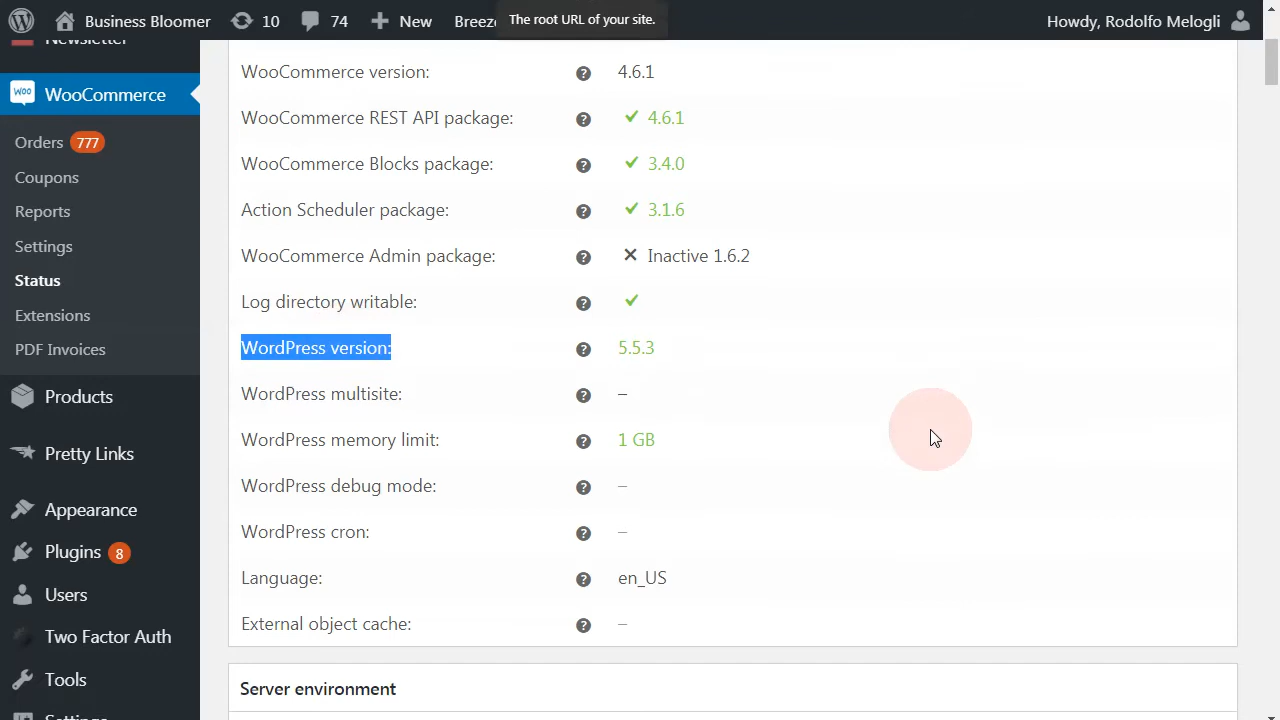 Business Bloomer
10
74
New
Breeze
The root URL of your site.
Howdy, Rodolfo Melogli
Newsletter
WooCommerce
Orders 777
Coupons
Reports
Settings
Status
Extensions
PDF Invoices
Products
Pretty Links
Appearance
Plugins 8
Users
Two Factor Auth
Tools
Settings
WooCommerce version: 4.6.1
WooCommerce REST API package: ✔ 4.6.1
WooCommerce Blocks package: ✔ 3.4.0
Action Scheduler package: ✔ 3.1.6
WooCommerce Admin package: ✕ Inactive 1.6.2
Log directory writable: ✔
WordPress version: 5.5.3
WordPress multisite: –
WordPress memory limit: 1 GB
WordPress debug mode: –
WordPress cron: –
Language: en_US
External object cache: –
Server environment